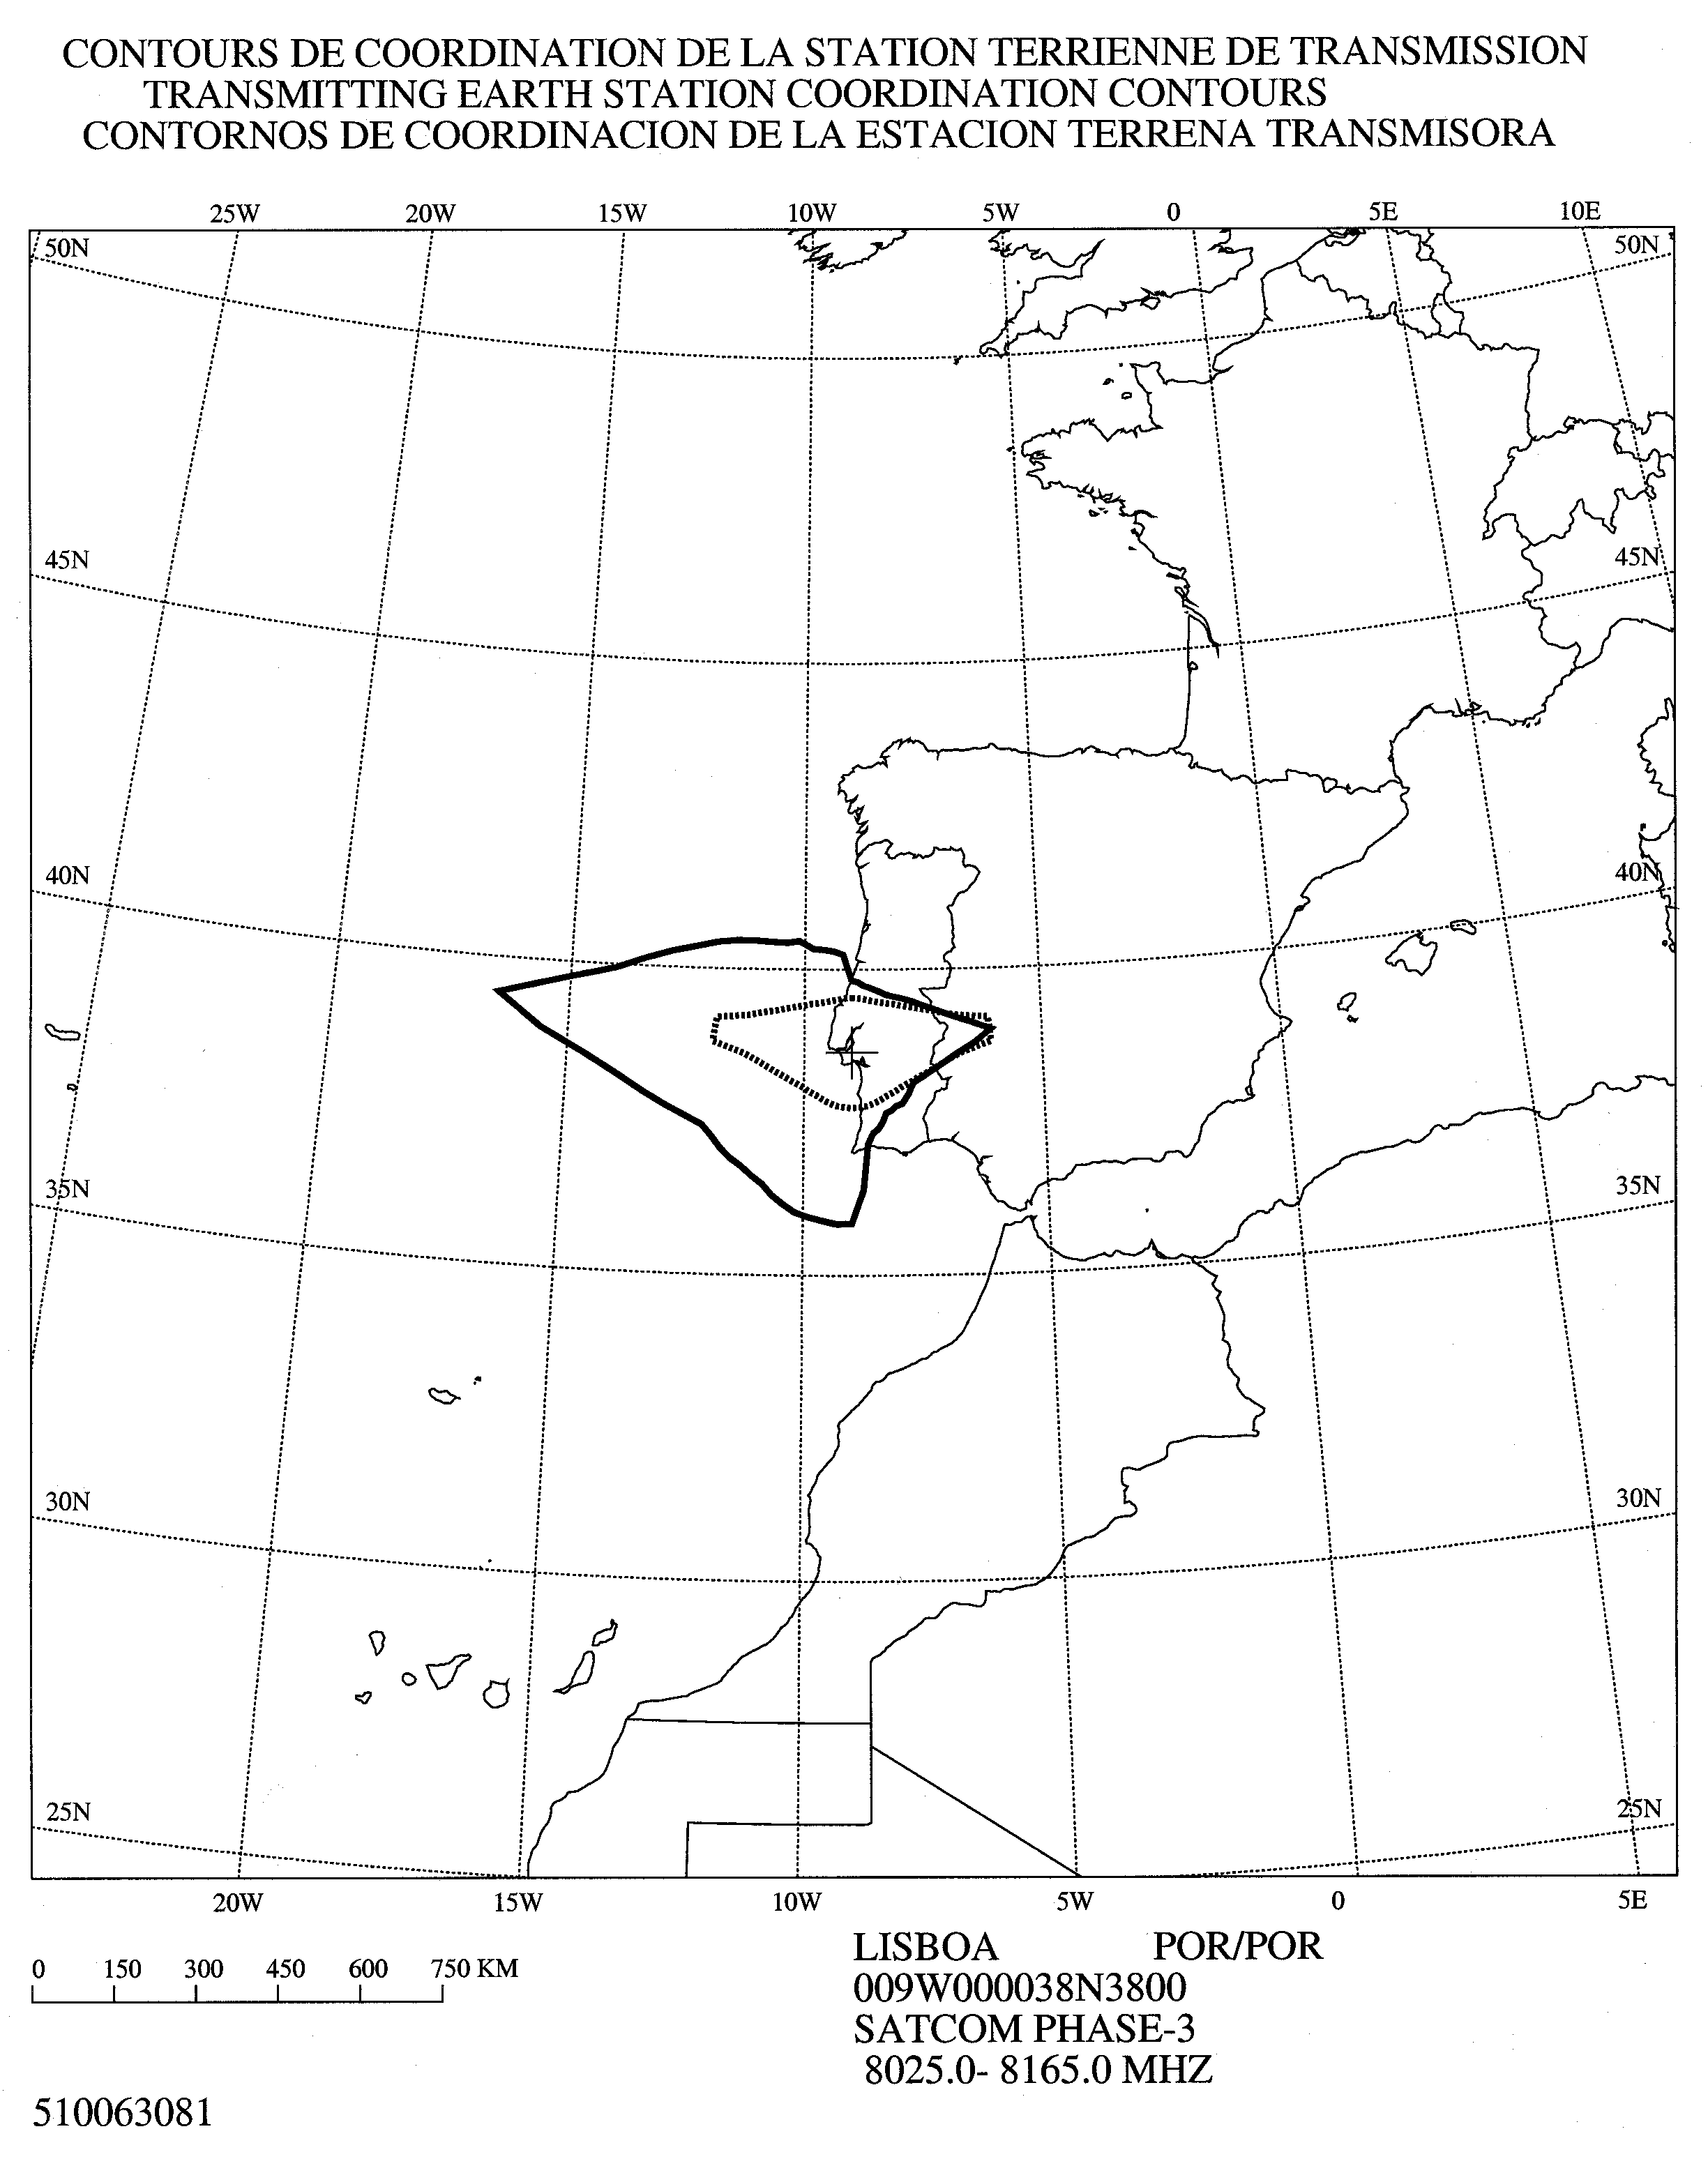 CONTOURS DE COORDINATION DE LA STATION TERRIENNE DE TRANSMISSION
TRANSMITTING EARTH STATION COORDINATION CONTOURS
CONTORNOS DE COORDINACION DE LA ESTACION TERRENA TRANSMISORA
25W 20W 15W 10W 5W 0 5E 10E
50N 50N
45N 45N
40N 40N
35N 35N
30N 30N
25N 25N
20W 15W 10W 5W 0 5E
LISBOA POR/POR
009W000038N3800
SATCOM PHASE-3
8025.0- 8165.0 MHZ
0 150 300 450 600 750 KM
510063081